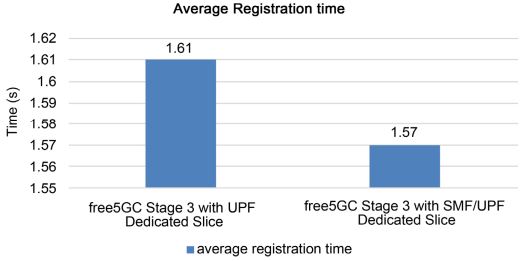 Average Registration time
1.62
1.61
1.6
1.59
1.58
1.57
1.56
1.55
Time (s)
1.61
1.57
free5GC Stage 3 with UPF
Dedicated Slice
free5GC Stage 3 with SMF/UPF
Dedicated Slice
average registration time